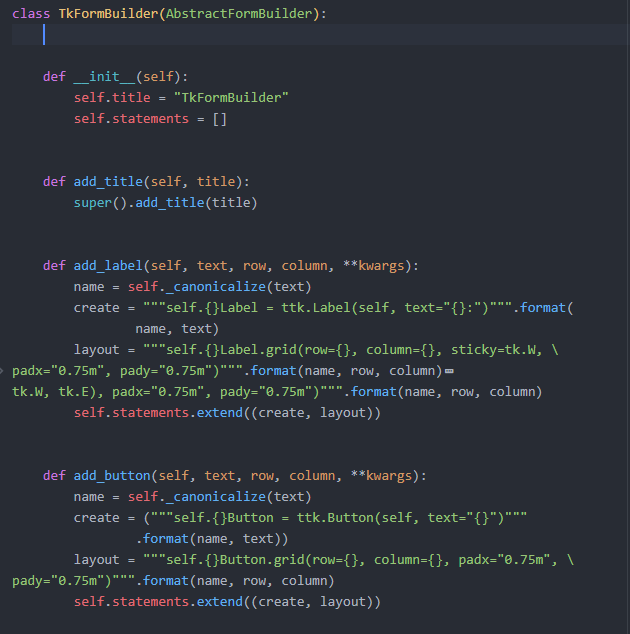 class TkFormBuilder(AbstractFormBuilder):
def __init__(self):
self.title = "TkFormBuilder"
self.statements = []
def add_title(self, title):
super().add_title(title)
def add_label(self, text, row, column, **kwargs):
name = self._canonicalize(text)
create = """self.{}Label = ttk.Label(self, text="{}:")""".format(
name, text)
layout = """self.{}Label.grid(row={}, column={}, sticky=tk.W, \
padx="0.75m", pady="0.75m")""".format(name, row, column)
tk.W, tk.E), padx="0.75m", pady="0.75m")""".format(name, row, column)
self.statements.extend((create, layout))
def add_button(self, text, row, column, **kwargs):
name = self._canonicalize(text)
create = ("""self.{}Button = ttk.Button(self, text="{}")"""
.format(name, text))
layout = """self.{}Button.grid(row={}, column={}, padx="0.75m", \
pady="0.75m")""".format(name, row, column)
self.statements.extend((create, layout))